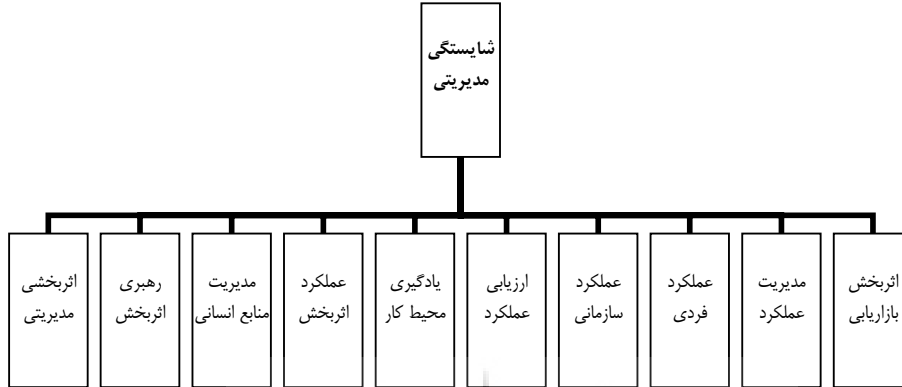 شایستگی
مدیریتی
اثربخش
بازاریابی
مدیریت
عملکرد
عملکرد
فردی
عملکرد
سازمانی
ارزیابی
عملکرد
یادگیری
محیط کار
عملکرد
اثربخش
مدیریت
منابع انسانی
رهبری
اثربخش
اثربخشی
مدیریتی